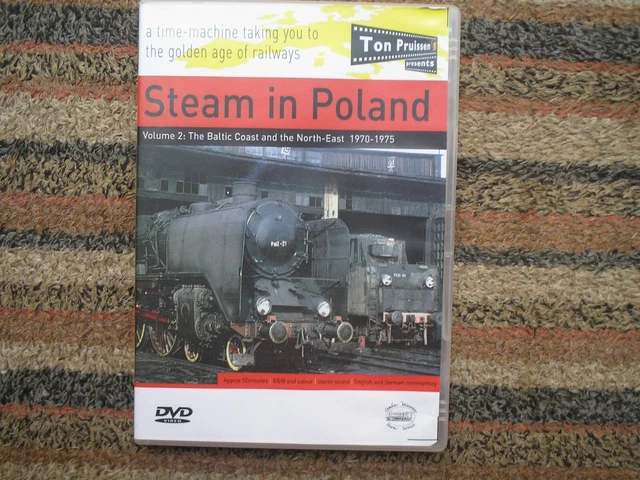 a time-machine taking you to
the golden age of railways
Ton Pruissen
presents
Steam in Poland
Volume 2: The Baltic Coast and the North-East 1970-1975
Pm2-21
Approx 53minutes B&W and colour stereo sound English and German commentary
DVD
VIDEO